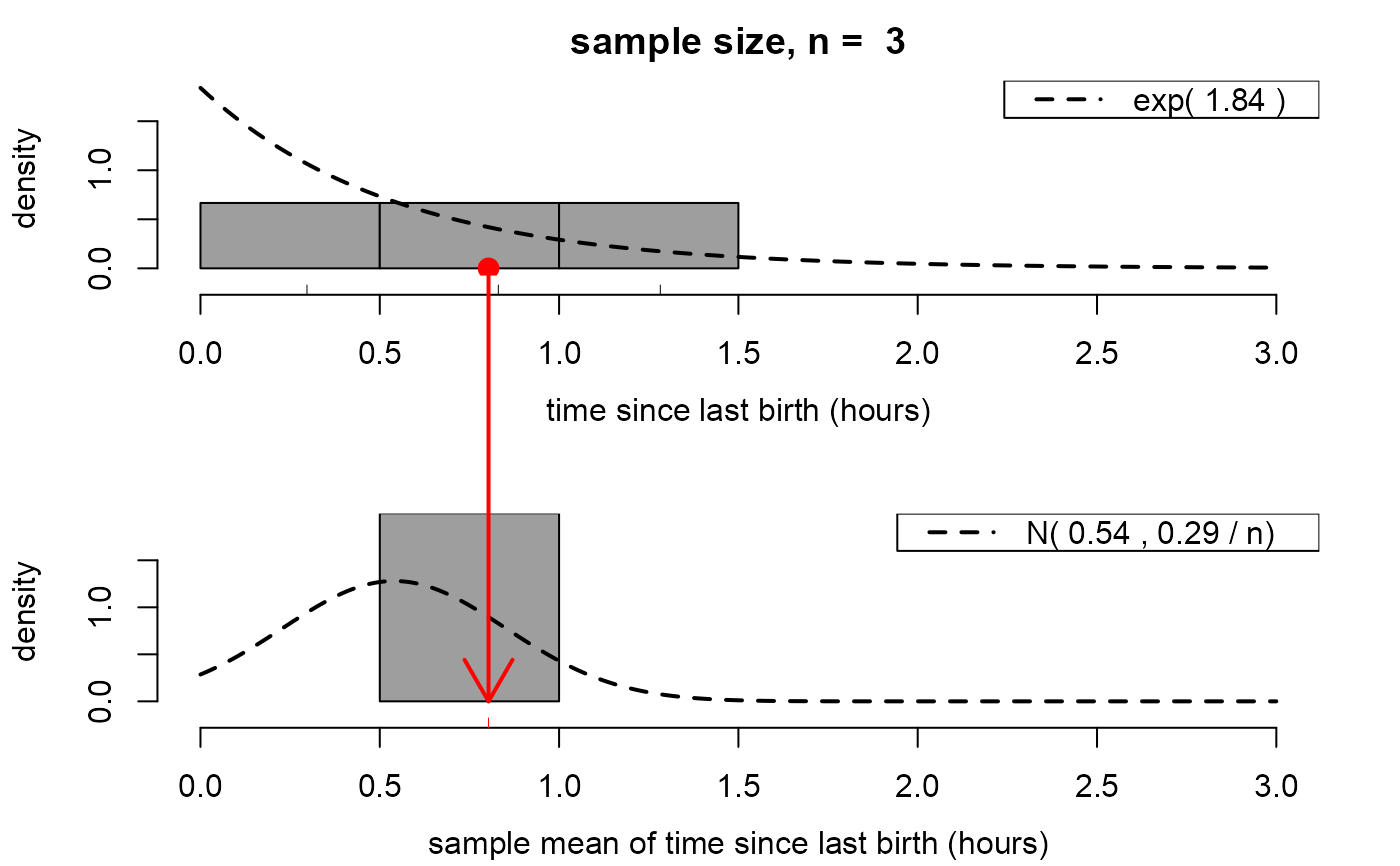 sample size, n =  3
exp( 1.84 )
density
1.0
0.0
0.0 0.5 1.0 1.5 2.0 2.5 3.0
time since last birth (hours)
N( 0.54 , 0.29 / n)
density
1.0
0.0
0.0 0.5 1.0 1.5 2.0 2.5 3.0
sample mean of time since last birth (hours)